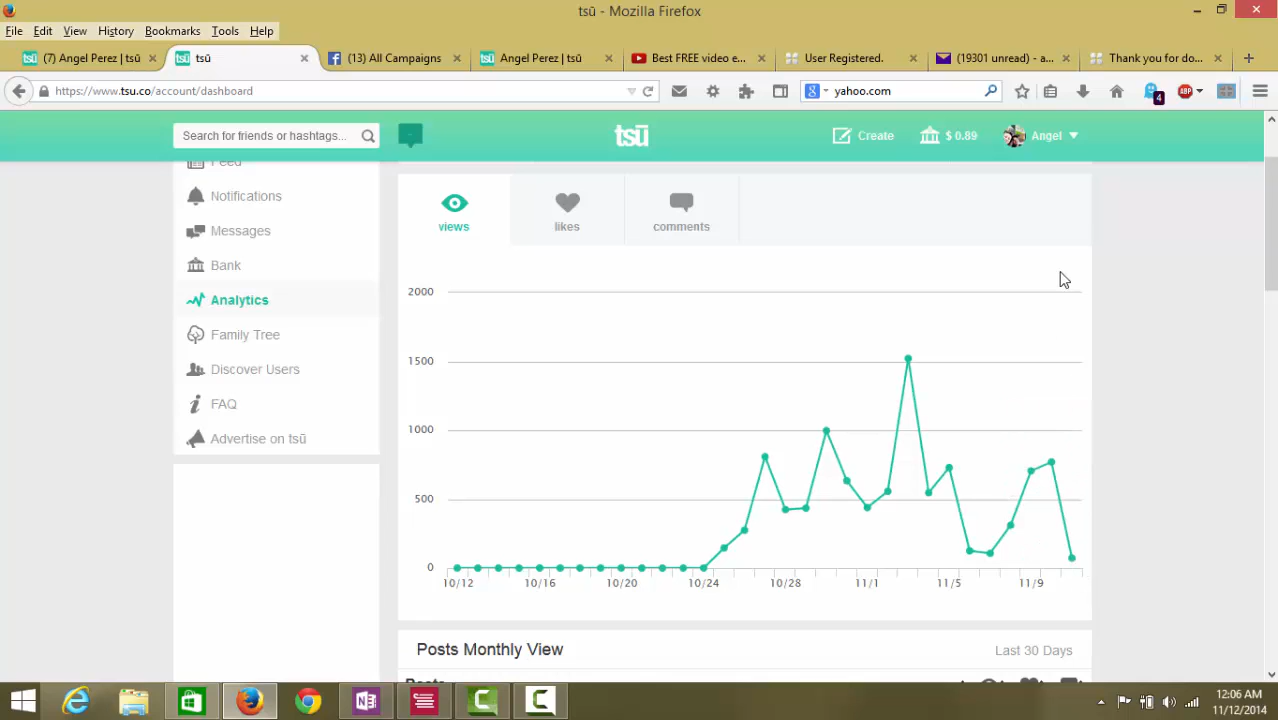 tsū - Mozilla Firefox
File Edit View History Bookmarks Tools Help
(7) Angel Perez | tsū
tsū
(13) All Campaigns
Angel Perez | tsū
Best FREE video e...
User Registered.
(19301 unread) - a...
Thank you for do...
https://www.tsu.co/account/dashboard
yahoo.com
4
ABP
Search for friends or hashtags...
tsū
Create
$ 0.89
Angel
Feed
Notifications
Messages
Bank
Analytics
Family Tree
Discover Users
FAQ
Advertise on tsū
views
likes
comments
2000
1500
1000
500
0
10/12 10/16 10/20 10/24 10/28 11/1 11/5 11/9
Posts Monthly View
Last 30 Days
Posts
12:06 AM
11/12/2014